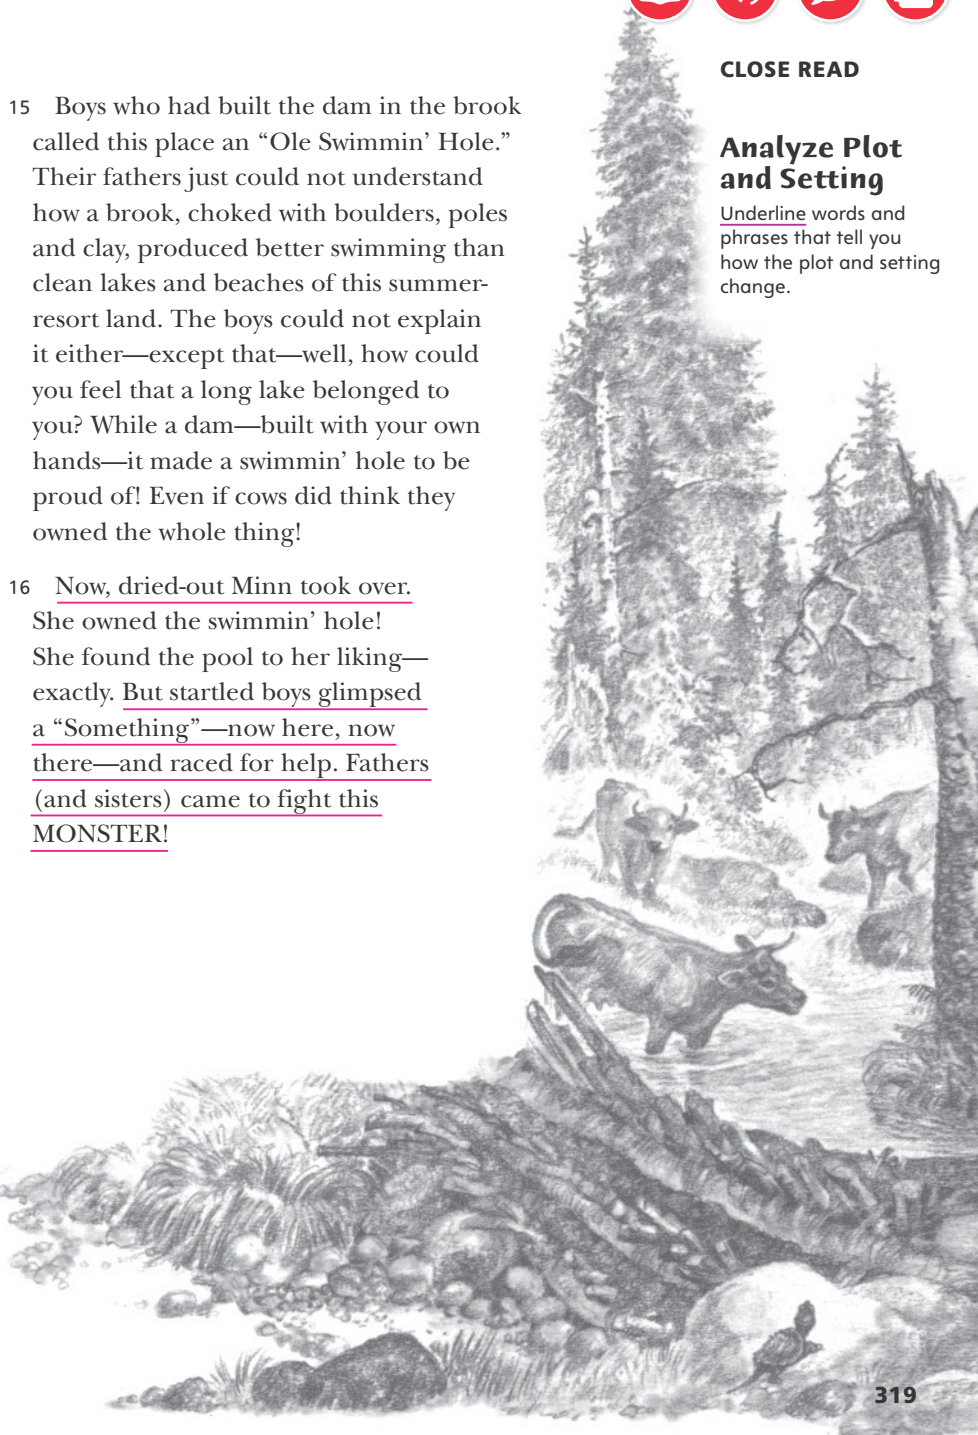 CLOSE READ
15 Boys who had built the dam in the brook
called this place an “Ole Swimmin’ Hole.”
Their fathers just could not understand
how a brook, choked with boulders, poles
and clay, produced better swimming than
clean lakes and beaches of this summer-
resort land. The boys could not explain
it either—except that—well, how could
you feel that a long lake belonged to
you? While a dam—built with your own
hands—it made a swimmin’ hole to be
proud of! Even if cows did think they
owned the whole thing!
16 Now, dried-out Minn took over.
She owned the swimmin’ hole!
She found the pool to her liking—
exactly. But startled boys glimpsed
a “Something”—now here, now
there—and raced for help. Fathers
(and sisters) came to fight this
MONSTER!
Analyze Plot
and Setting
Underline words and
phrases that tell you
how the plot and setting
change.
319